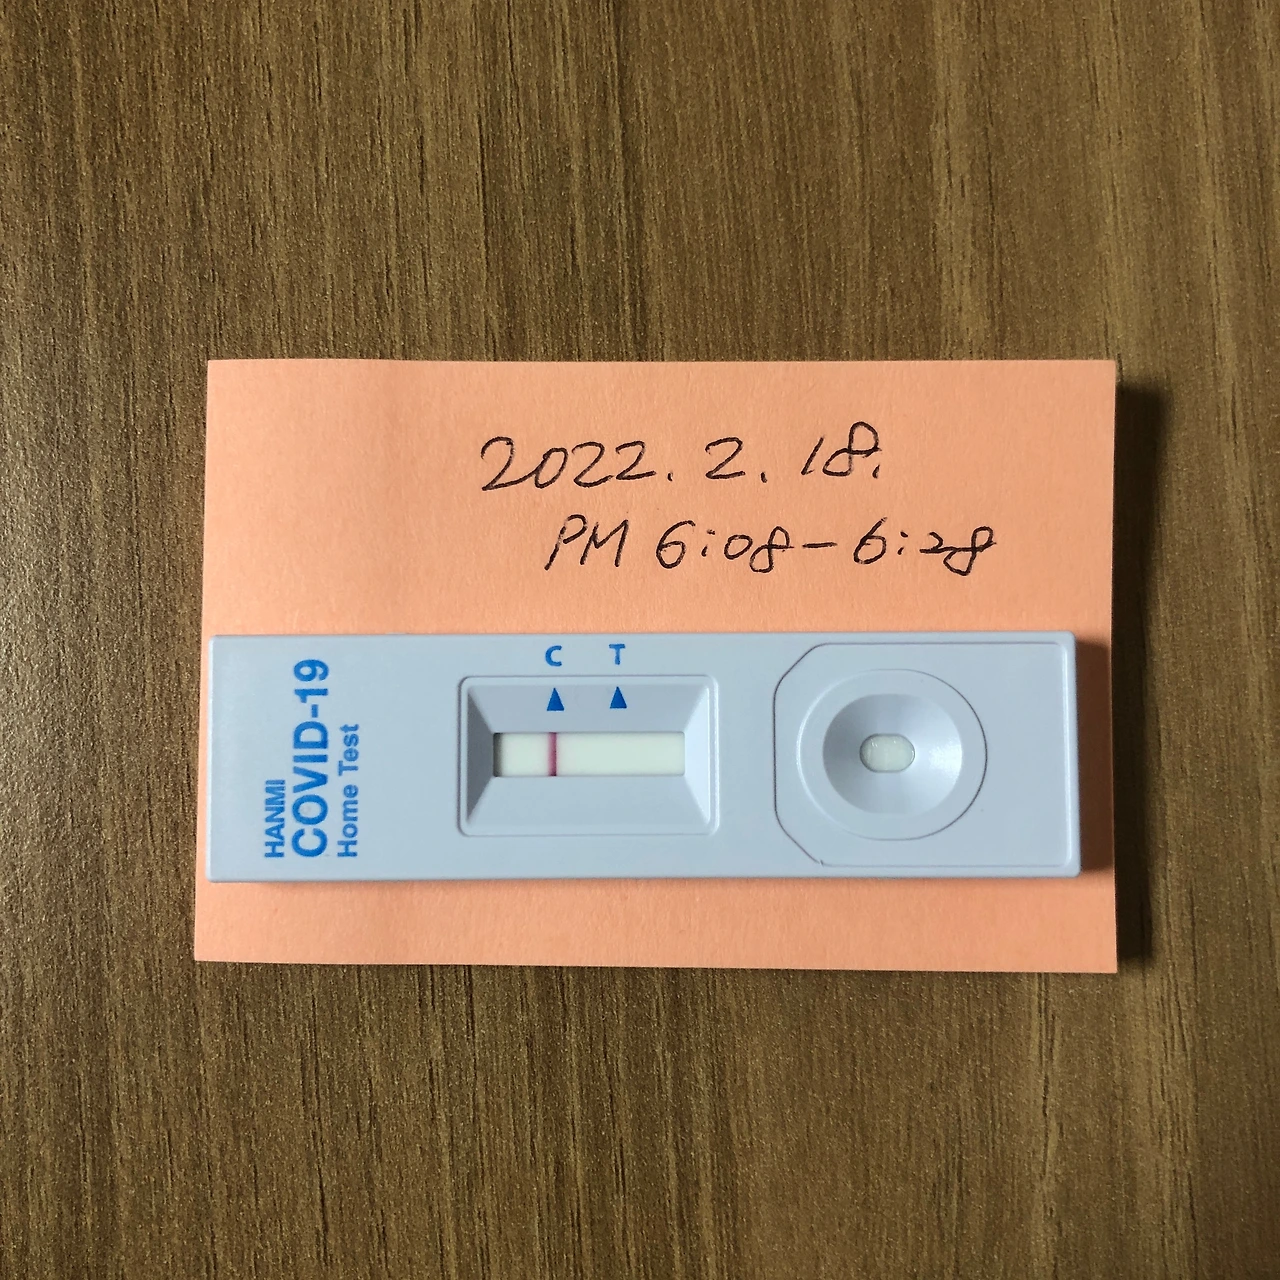 2022. 2. 18.
PM 6:08-6:28
C T
HANMI
COVID-19
Home Test